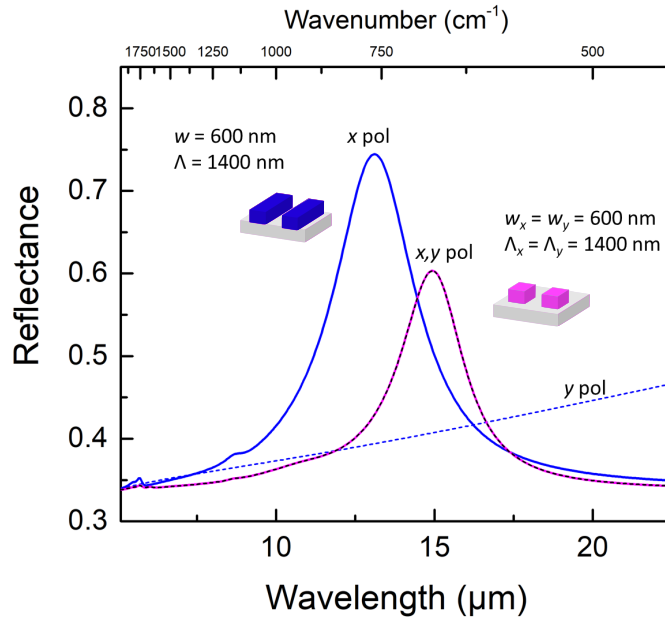 Wavenumber (cm⁻¹)
1750 1500 1250 1000 750 500
0.8
0.7
0.6
0.5
0.4
0.3
Reflectance
w = 600 nm
Λ = 1400 nm
x pol
wₓ = wᵧ = 600 nm
Λₓ = Λᵧ = 1400 nm
x,y pol
y pol
10 15 20
Wavelength (μm)